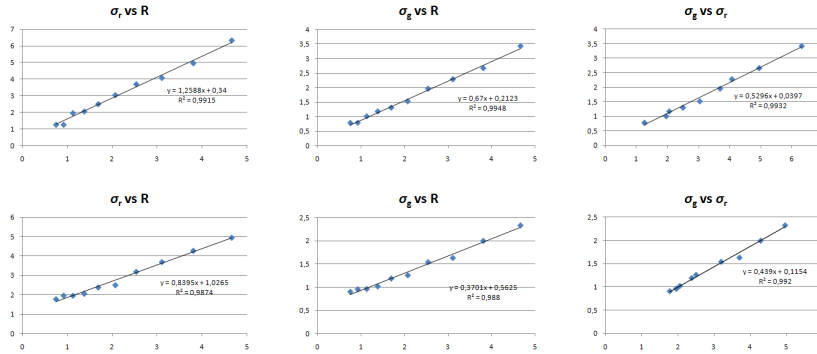 σr vs R
7
6
5
4
3
2
1
0
y = 1,2588x + 0,34
R² = 0,9915
0 1 2 3 4 5
σg vs R
4
3,5
3
2,5
2
1,5
1
0,5
0
y = 0,67x + 0,2123
R² = 0,9948
0 1 2 3 4 5
σg vs σr
4
3,5
3
2,5
2
1,5
1
0,5
0
y = 0,5296x + 0,0397
R² = 0,9932
0 1 2 3 4 5 6
σr vs R
6
5
4
3
2
1
0
y = 0,8395x + 1,0265
R² = 0,9874
0 1 2 3 4 5
σg vs R
2,5
2
1,5
1
0,5
0
y = 0,3701x + 0,5625
R² = 0,988
0 1 2 3 4 5
σg vs σr
2,5
2
1,5
1
0,5
0
y = 0,439x + 0,1154
R² = 0,992
0 1 2 3 4 5